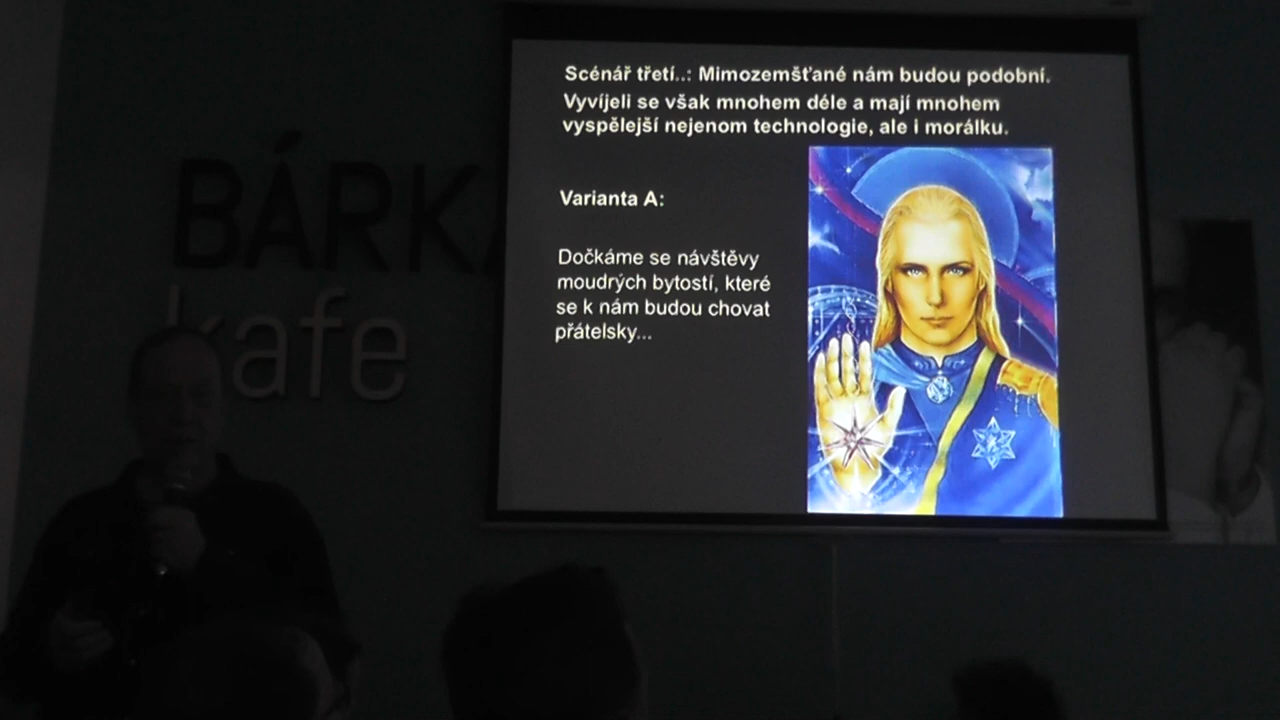 Scénář třetí..: Mimozemšťané nám budou podobní.
Vyvíjeli se však mnohem déle a mají mnohem
vyspělejší nejenom technologie, ale i morálku.
Varianta A:
Dočkáme se návštěvy
moudrých bytostí, které
se k nám budou chovat
přátelsky...
BÁRKA
kafe